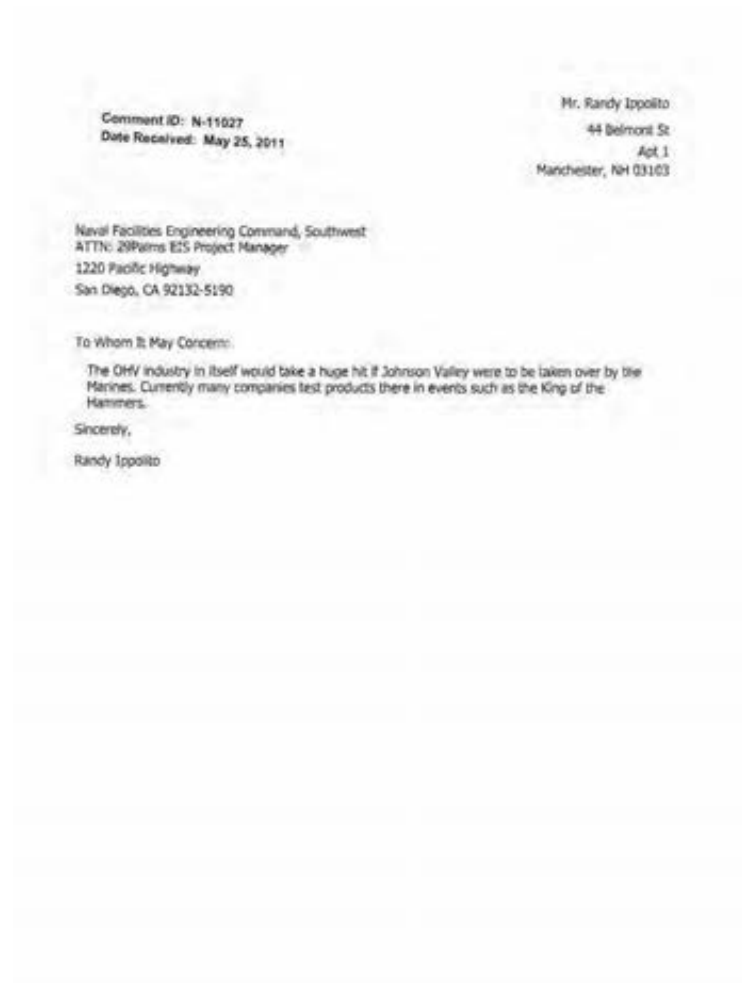 Comment ID: N-11027
Date Received: May 25, 2011
Mr. Randy Ippolito
44 Belmont St
Apt 1
Manchester, NH 03103
Naval Facilities Engineering Command, Southwest
ATTN: 29Palms EIS Project Manager
1220 Pacific Highway
San Diego, CA 92132-5190
To Whom It May Concern:
The OHV industry in itself would take a huge hit if Johnson Valley were to be taken over by the
Marines. Currently many companies test products there in events such as the King of the
Hammers.
Sincerely,
Randy Ippolito